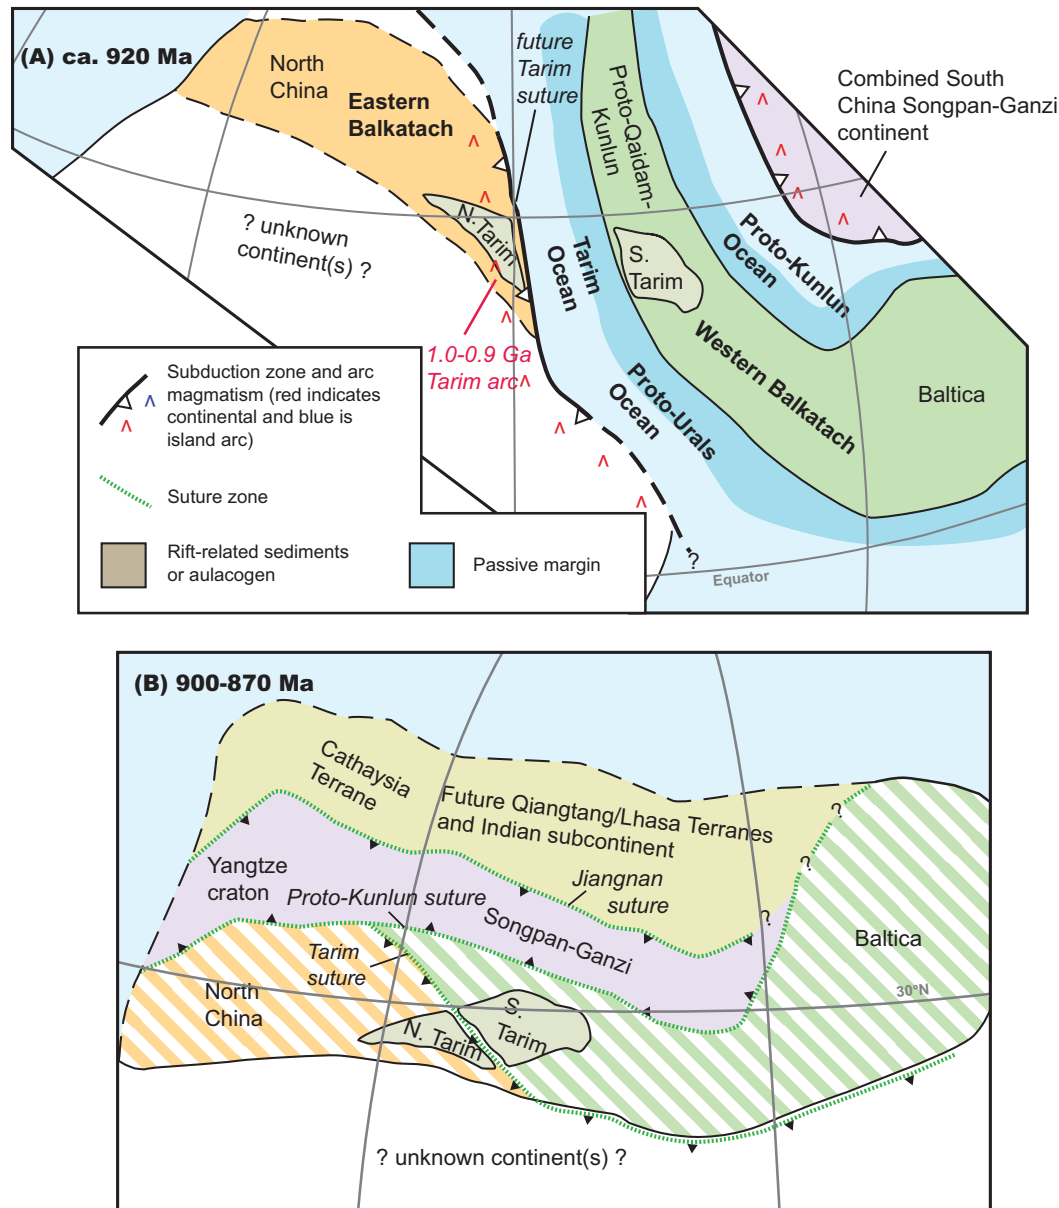 (A) ca. 920 Ma
North
China
Eastern
Balkatach
future
Tarim
suture
Proto-Qaidam-
Kunlun
Combined South
China Songpan-Ganzi
continent
N. Tarim
? unknown
continent(s) ?
Tarim
Ocean
S.
Tarim
Proto-Kunlun
Ocean
1.0-0.9 Ga
Tarim arc
Western Balkatach
Baltica
Proto-Urals
Ocean
?
Equator
Subduction zone and arc
magmatism (red indicates
continental and blue is
island arc)
Suture zone
Rift-related sediments
or aulacogen
Passive margin
(B) 900-870 Ma
Cathaysia
Terrane
Future Qiangtang/Lhasa Terranes
and Indian subcontinent
?
?
?
Yangtze
craton
Proto-Kunlun suture
Jiangnan
suture
Songpan-Ganzi
Baltica
Tarim
suture
North
China
30°N
S.
Tarim
N. Tarim
? unknown continent(s) ?